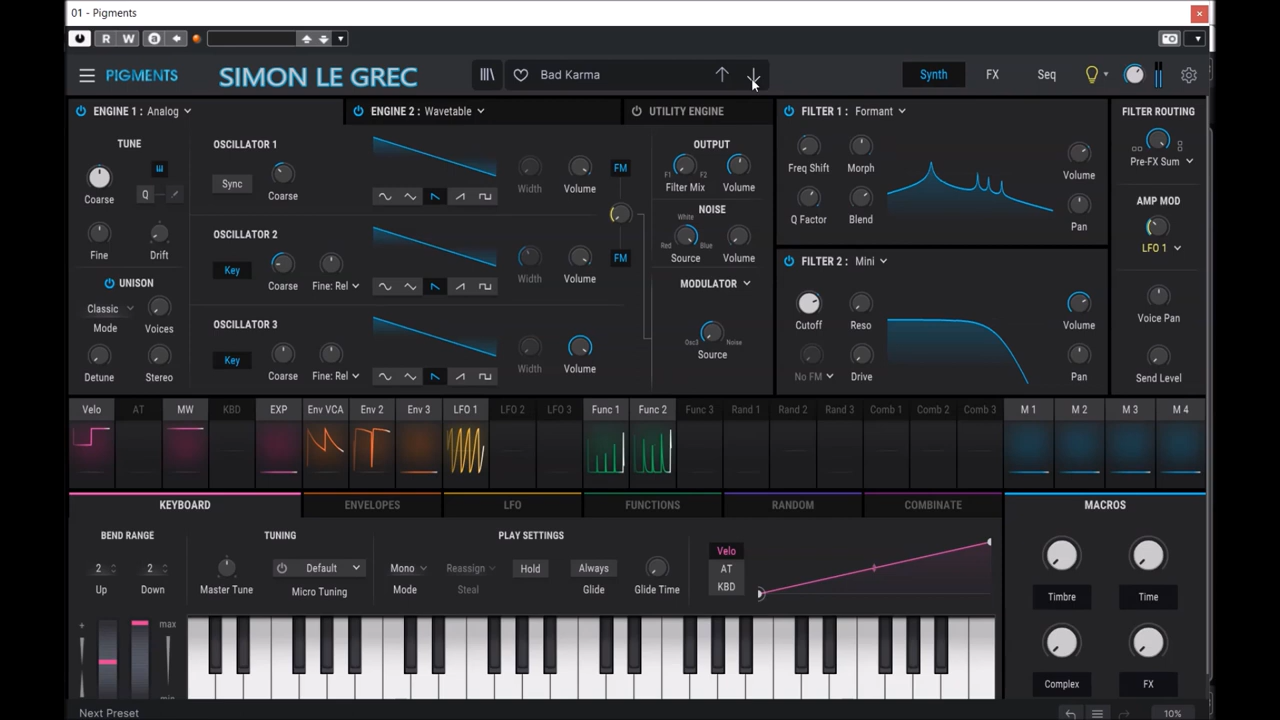 01 - Pigments
R W a
PIGMENTS SIMON LE GREC Bad Karma Synth FX Seq
ENGINE 1: Analog ENGINE 2: Wavetable UTILITY ENGINE FILTER 1: Formant FILTER ROUTING
TUNE OSCILLATOR 1 OUTPUT
Freq Shift Morph Volume Pre-FX Sum
Coarse Q Sync Coarse Width Volume FM F1 F2 Filter Mix Volume
Q Factor Blend Pan AMP MOD
OSCILLATOR 2 NOISE
Fine Drift Key Coarse Fine: Rel Width Volume FM White Red Blue Source Volume LFO 1
FILTER 2: Mini
UNISON MODULATOR
Classic Mode Voices Cutoff Reso Volume Voice Pan
OSCILLATOR 3
Detune Stereo Key Coarse Fine: Rel Width Volume Osc3 Noise Source No FM Drive Pan Send Level
Velo AT MW KBD EXP Env VCA Env 2 Env 3 LFO 1 LFO 2 LFO 3 Func 1 Func 2 Func 3 Rand 1 Rand 2 Rand 3 Comb 1 Comb 2 Comb 3 M 1 M 2 M 3 M 4
KEYBOARD ENVELOPES LFO FUNCTIONS RANDOM COMBINATE MACROS
BEND RANGE TUNING PLAY SETTINGS
Velo
2 2 Default Mono Reassign Hold Always AT
Up Down Master Tune Micro Tuning Mode Steal Glide Glide Time KBD
Timbre Time
+ max
- min
Complex FX
Next Preset 10%